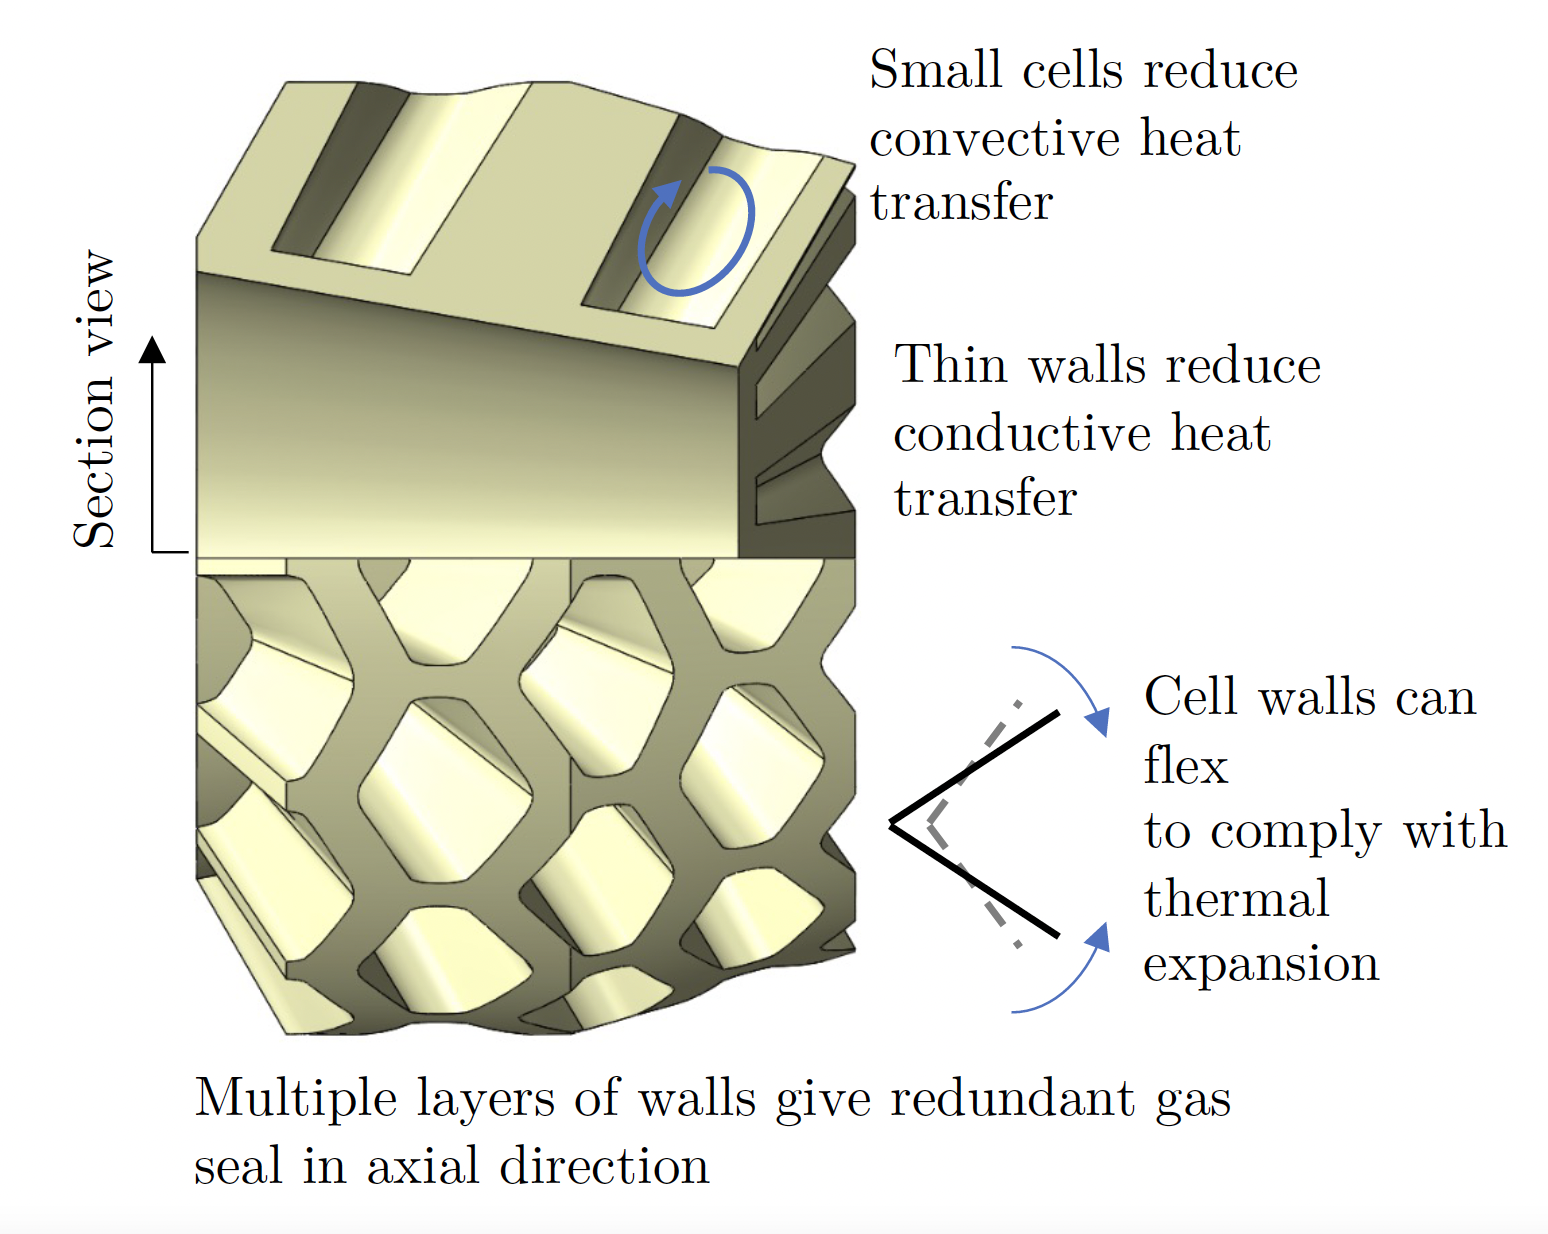 Small cells reduce
convective heat
transfer
Section view
Thin walls reduce
conductive heat
transfer
Cell walls can
flex
to comply with
thermal
expansion
Multiple layers of walls give redundant gas
seal in axial direction